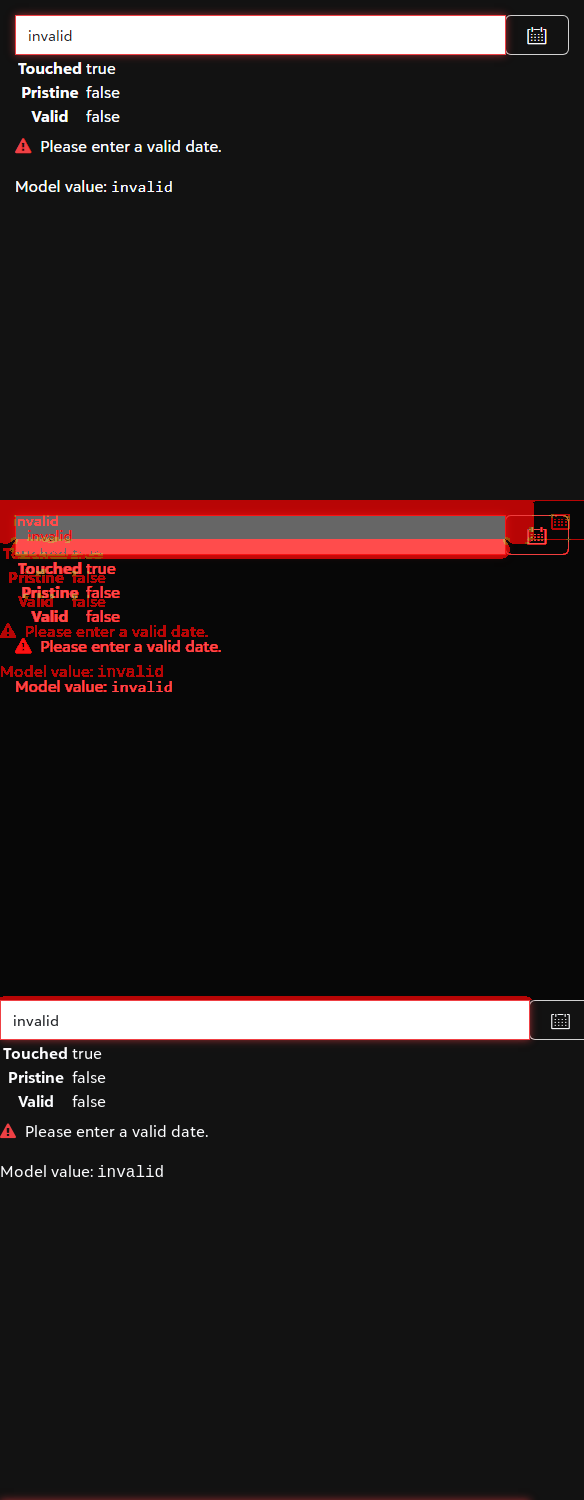 invalid
Touched true
Pristine false
Valid false
Please enter a valid date.
Model value: invalid
invalid
invalid
Touched true
Touched true
Pristine false
Pristine false
Valid false
Valid false
Please enter a valid date.
Please enter a valid date.
Model value: invalid
Model value: invalid
invalid
Touched true
Pristine false
Valid false
Please enter a valid date.
Model value: invalid